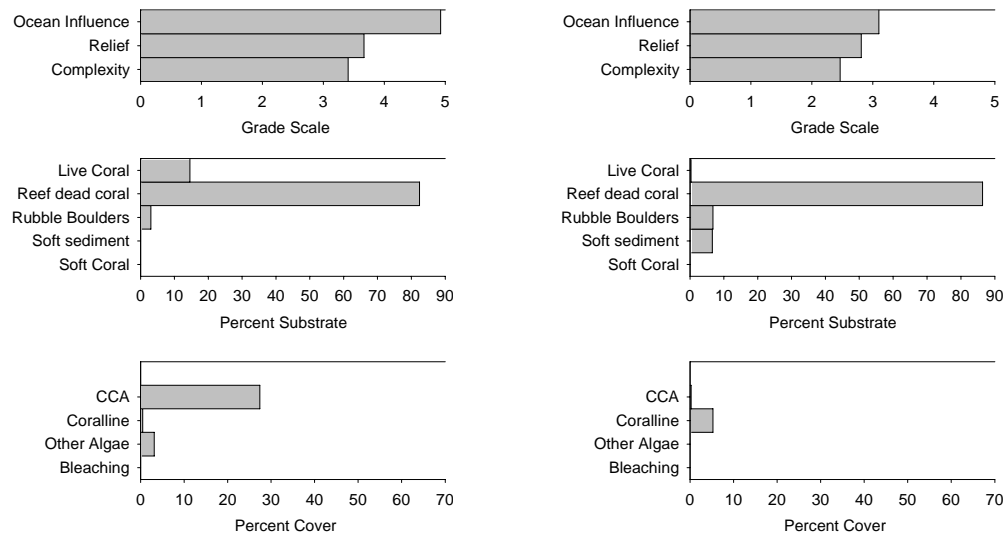 Ocean Influence
Relief
Complexity
0 1 2 3 4 5
Grade Scale
Live Coral
Reef dead coral
Rubble Boulders
Soft sediment
Soft Coral
0 10 20 30 40 50 60 70 80 90
Percent Substrate
CCA
Coralline
Other Algae
Bleaching
0 10 20 30 40 50 60 70
Percent Cover
Ocean Influence
Relief
Complexity
0 1 2 3 4 5
Grade Scale
Live Coral
Reef dead coral
Rubble Boulders
Soft sediment
Soft Coral
0 10 20 30 40 50 60 70 80 90
Percent Substrate
CCA
Coralline
Other Algae
Bleaching
0 10 20 30 40 50 60 70
Percent Cover